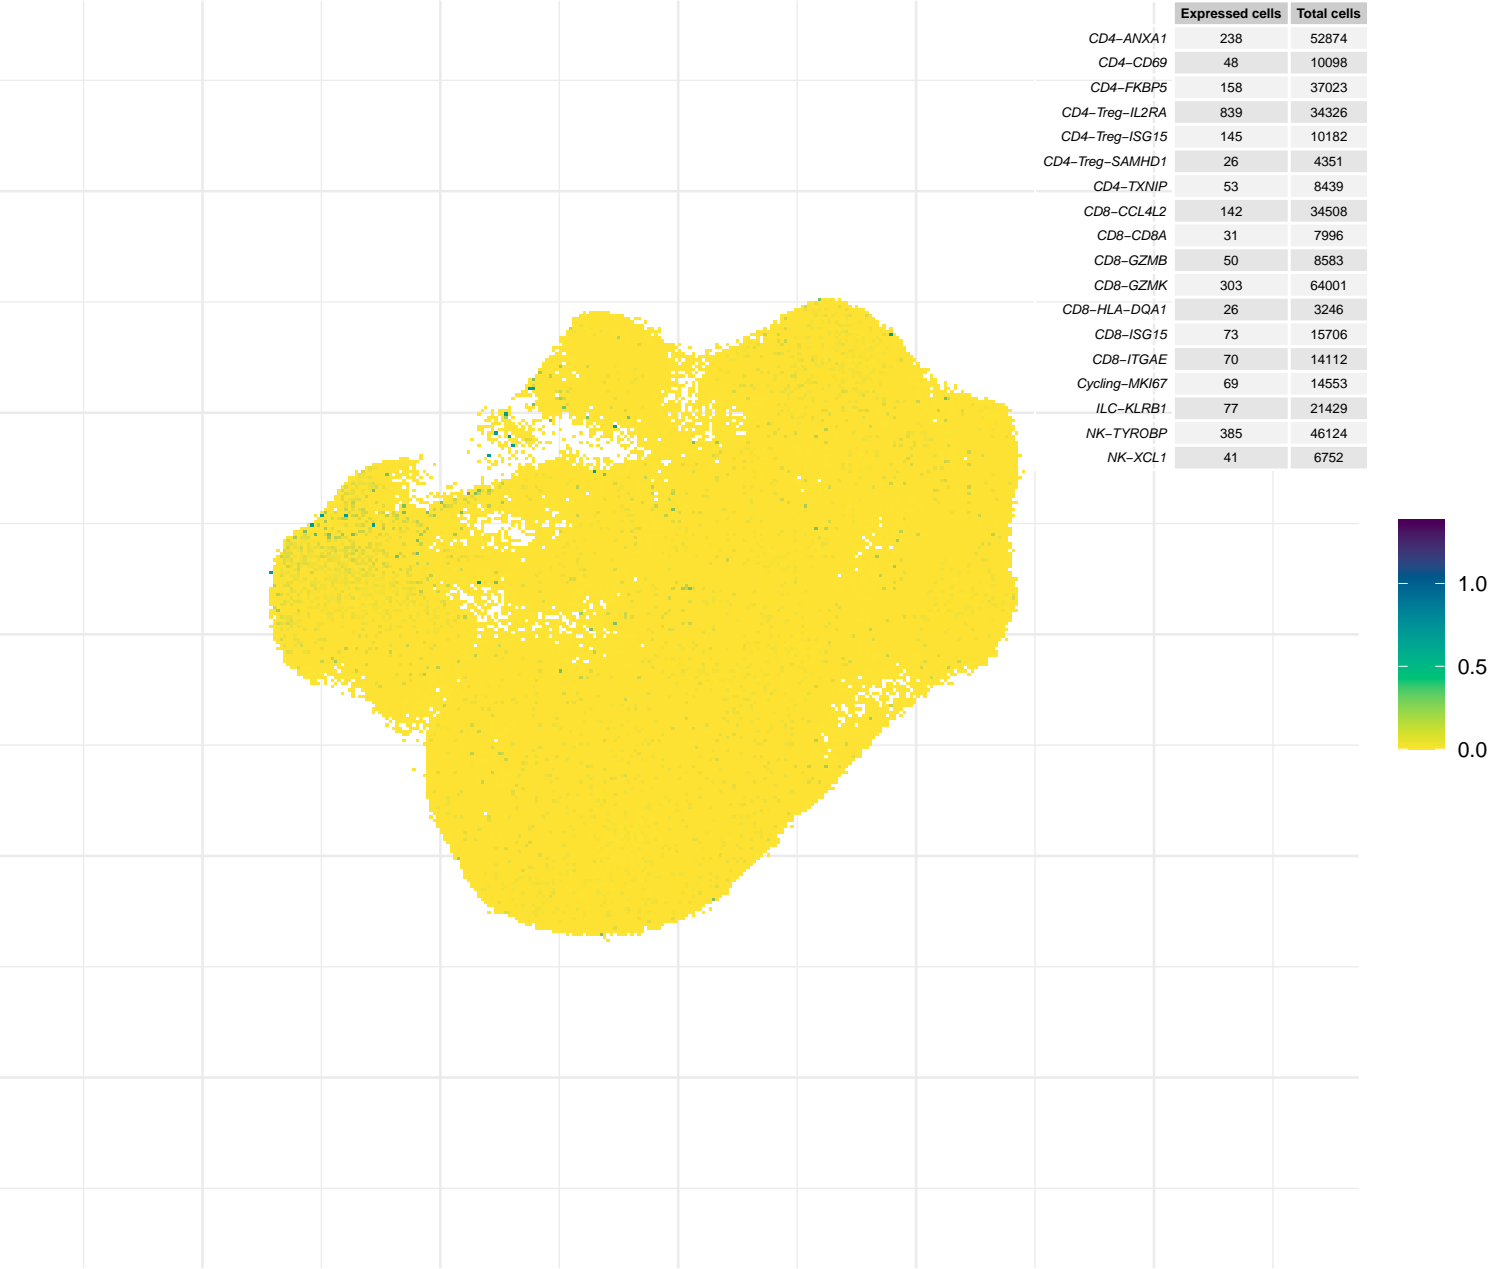 Expressed cells Total cells
CD4−ANXA1 238 52874
CD4−CD69 48 10098
CD4−FKBP5 158 37023
CD4−Treg−IL2RA 839 34326
CD4−Treg−ISG15 145 10182
CD4−Treg−SAMHD1 26 4351
CD4−TXNIP 53 8439
CD8−CCL4L2 142 34508
CD8−CD8A 31 7996
CD8−GZMB 50 8583
CD8−GZMK 303 64001
CD8−HLA−DQA1 26 3246
CD8−ISG15 73 15706
CD8−ITGAE 70 14112
Cycling−MKI67 69 14553
ILC−KLRB1 77 21429
NK−TYROBP 385 46124
NK−XCL1 41 6752
1.0
0.5
0.0